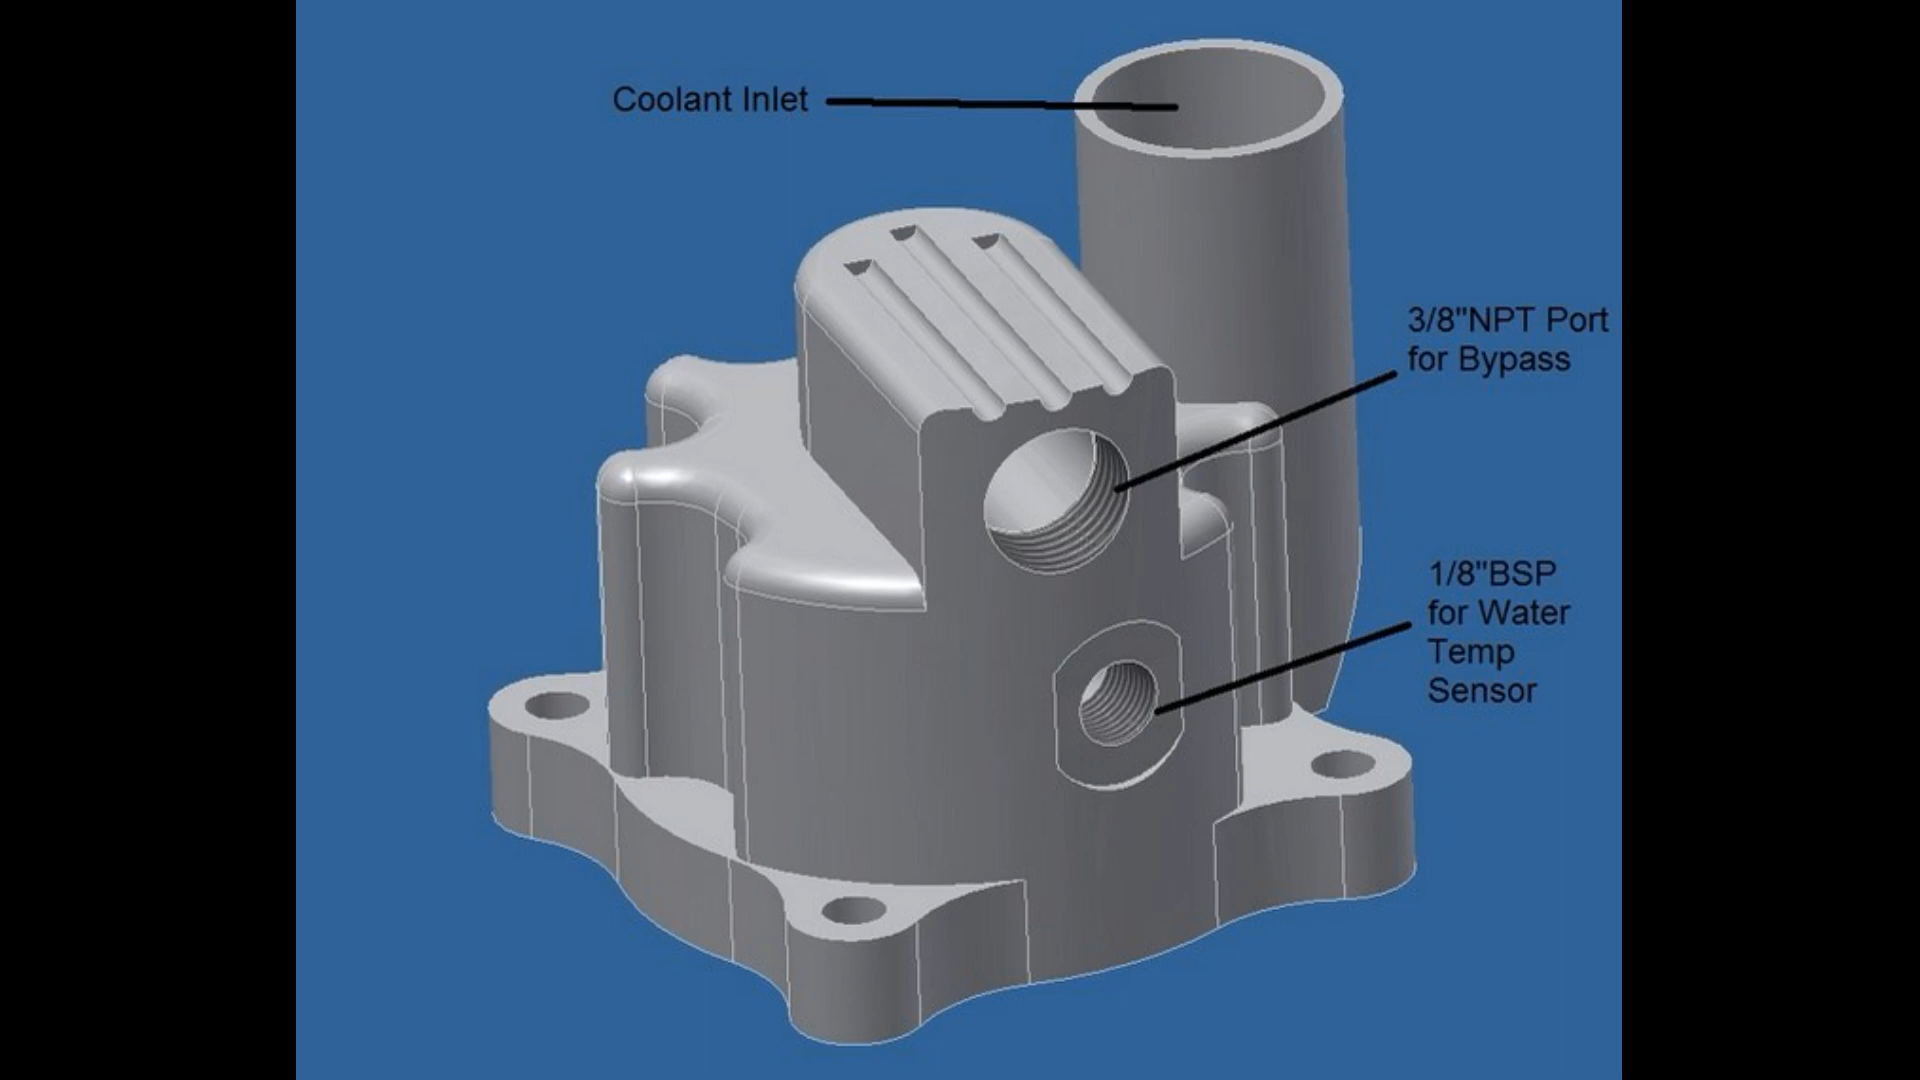 Coolant Inlet
3/8"NPT Port
for Bypass
1/8"BSP
for Water
Temp
Sensor